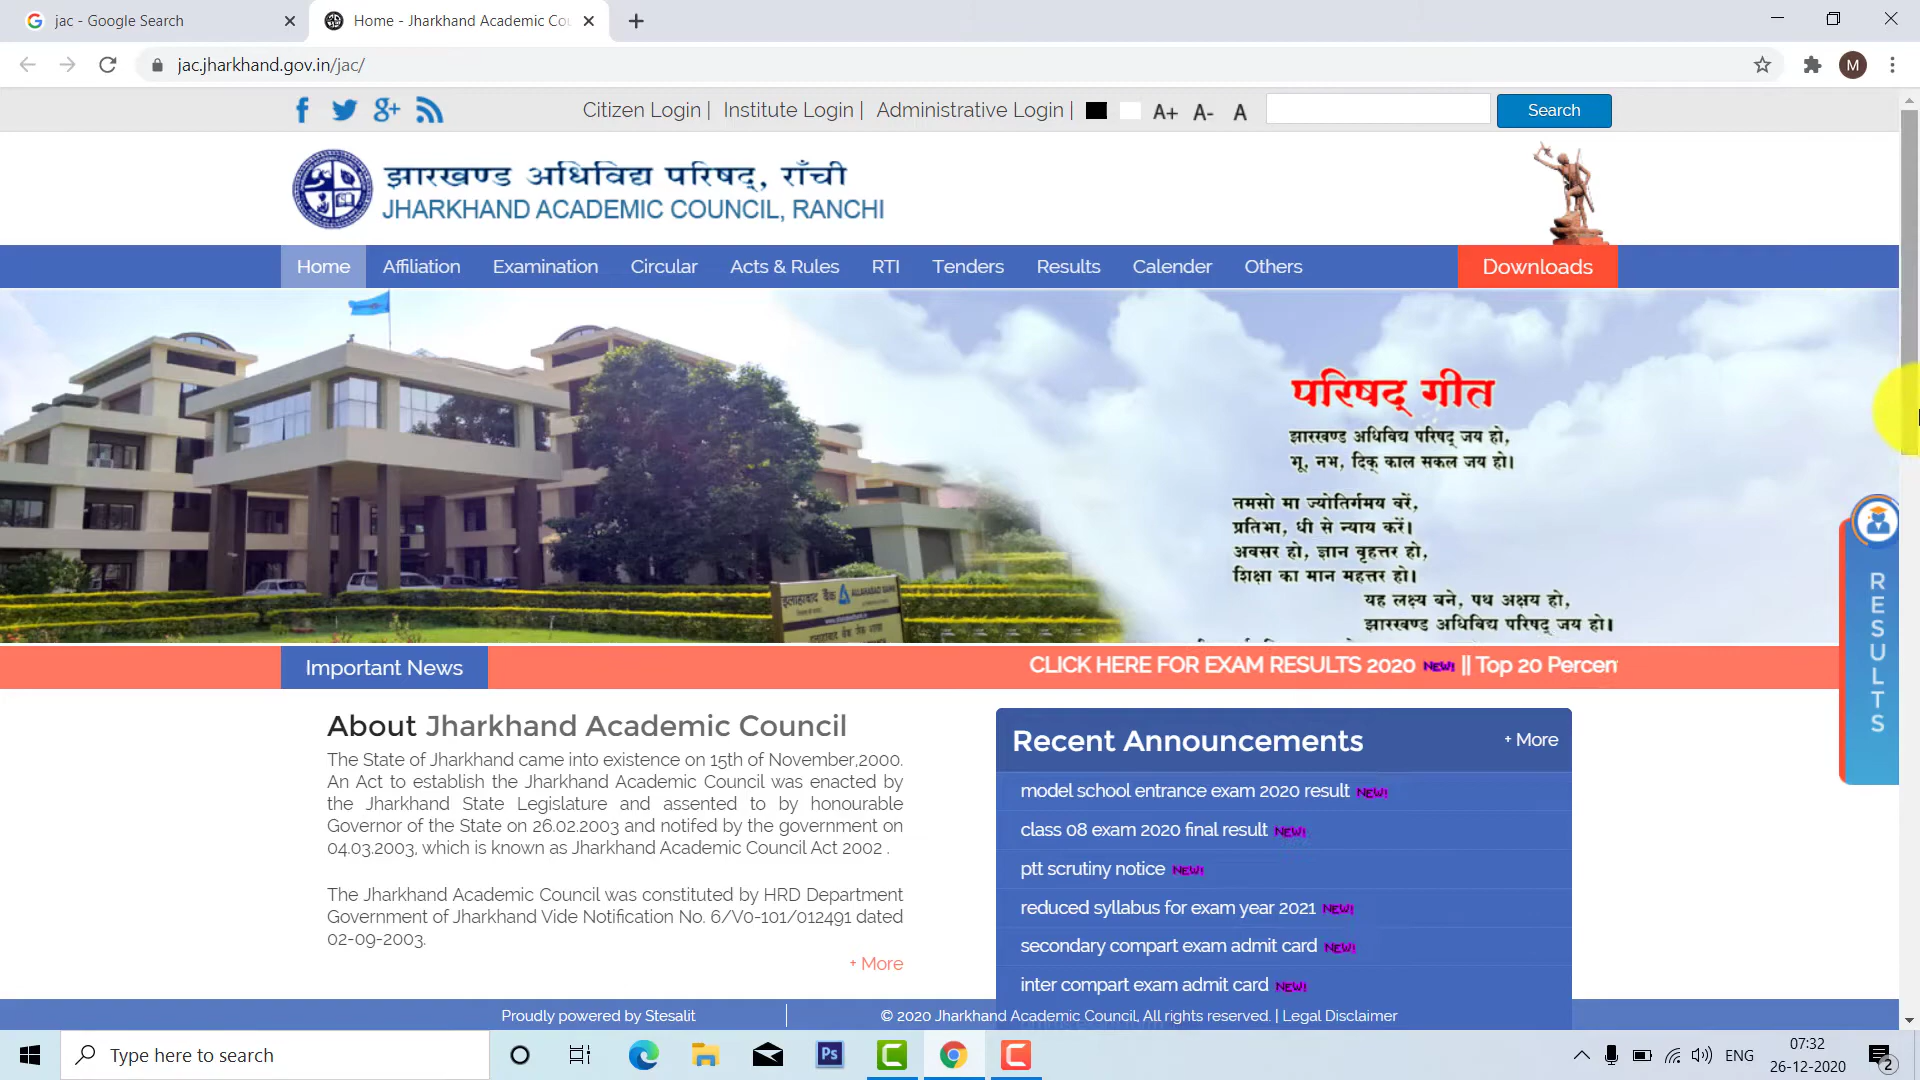 jac - Google Search
Home - Jharkhand Academic Cou
jac.jharkhand.gov.in/jac/
M
Citizen Login | Institute Login | Administrative Login | A+ A- A Search
झारखण्ड अधिविद्य परिषद्, राँची
JHARKHAND ACADEMIC COUNCIL, RANCHI
Home Affiliation Examination Circular Acts & Rules RTI Tenders Results Calender Others Downloads
परिषद् गीत
झारखण्ड अधिविद्य परिषद् जय हो,
भू, नभ, दिक् काल सकल जय हो।
तमसो मा ज्योतिर्गमय वरें,
प्रतिभा, धी से न्याय करें।
अवसर हो, ज्ञान वृहत्तर हो,
शिक्षा का मान महत्तर हो।
यह लक्ष्य बने, पथ अक्षय हो,
झारखण्ड अधिविद्य परिषद् जय हो।
इलाहाबाद बैंक ALLAHABAD BANK
RESULTS
Important News
CLICK HERE FOR EXAM RESULTS 2020 NEW! || Top 20 Percen
About Jharkhand Academic Council
The State of Jharkhand came into existence on 15th of November,2000.
An Act to establish the Jharkhand Academic Council was enacted by
the Jharkhand State Legislature and assented to by honourable
Governor of the State on 26.02.2003 and notifed by the government on
04.03.2003, which is known as Jharkhand Academic Council Act 2002 .
The Jharkhand Academic Council was constituted by HRD Department
Government of Jharkhand Vide Notification No. 6/V0-101/012491 dated
02-09-2003.
+ More
Recent Announcements
+ More
model school entrance exam 2020 result NEW!
class 08 exam 2020 final result NEW!
ptt scrutiny notice NEW!
reduced syllabus for exam year 2021 NEW!
secondary compart exam admit card NEW!
inter compart exam admit card NEW!
Proudly powered by Stesalit
© 2020 Jharkhand Academic Council, All rights reserved. | Legal Disclaimer
Type here to search
Ps
ENG
07:32
26-12-2020
2